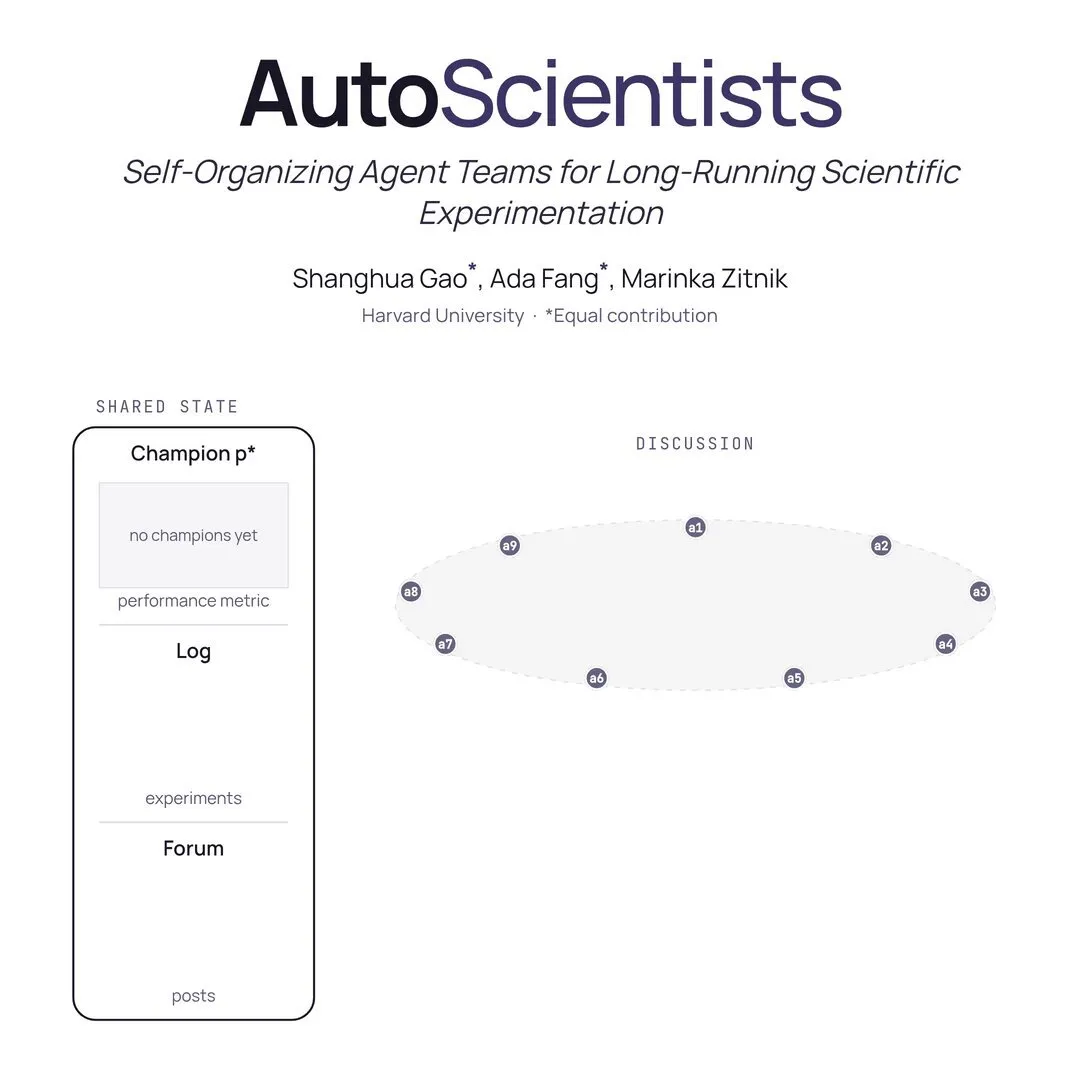 AutoScientists
Self-Organizing Agent Teams for Long-Running Scientific
Experimentation
Shanghua Gao*, Ada Fang*, Marinka Zitnik
Harvard University · *Equal contribution
SHARED STATE
Champion p*
no champions yet
performance metric
Log
experiments
Forum
posts
DISCUSSION
a1
a2
a3
a4
a5
a6
a7
a8
a9